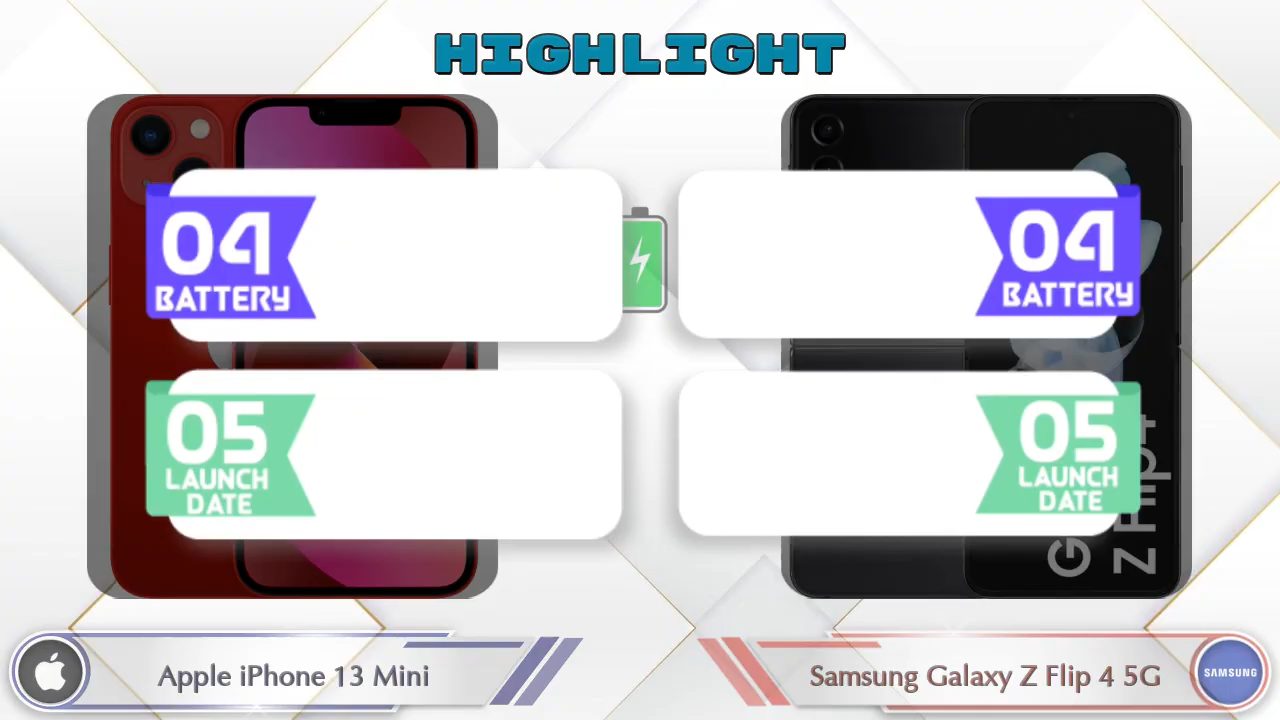 HIGHLIGHT
04
BATTERY
04
BATTERY
05
LAUNCH
DATE
05
LAUNCH
DATE
G
Z Flip4
Apple iPhone 13 Mini
Samsung Galaxy Z Flip 4 5G
SAMSUNG